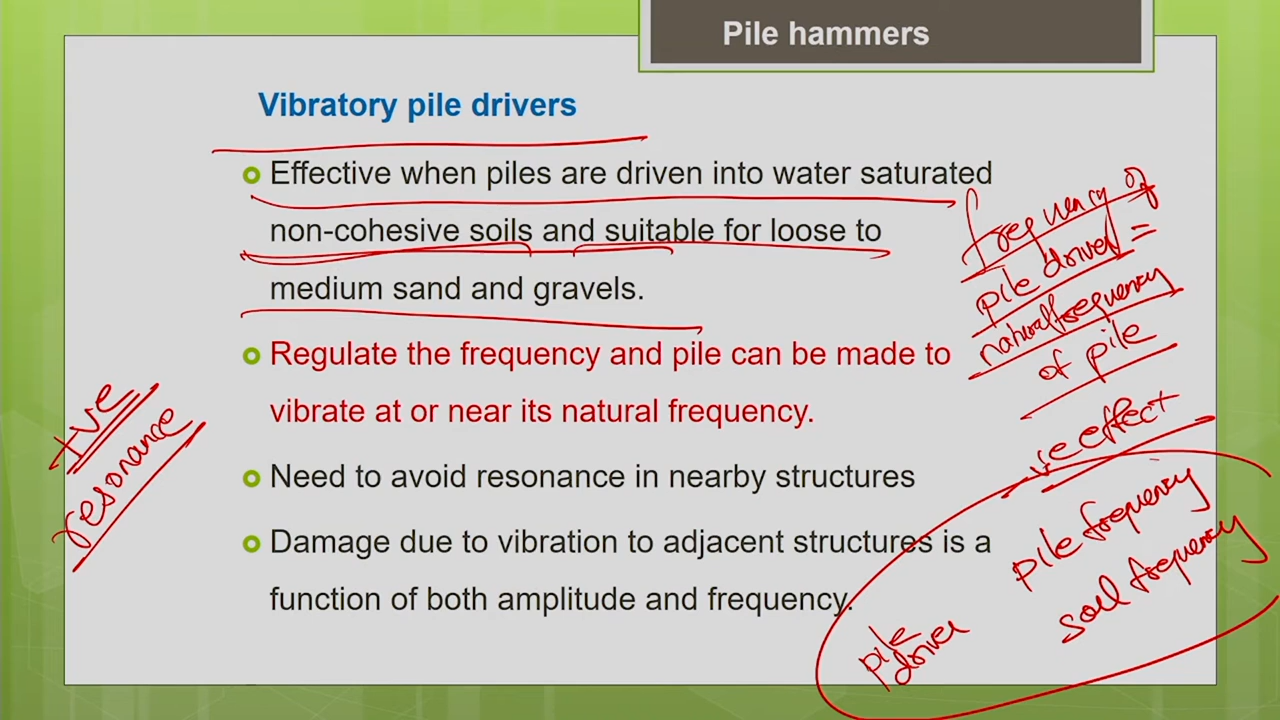 Pile hammers
Vibratory pile drivers
Effective when piles are driven into water saturated
non-cohesive soils and suitable for loose to
medium sand and gravels.
Regulate the frequency and pile can be made to
vibrate at or near its natural frequency.
Need to avoid resonance in nearby structures
Damage due to vibration to adjacent structures is a
function of both amplitude and frequency.
frequency of
pile driver =
natural frequency
of pile
-ve effect
pile frequency
soil frequency
pile
driver
+ve
resonance